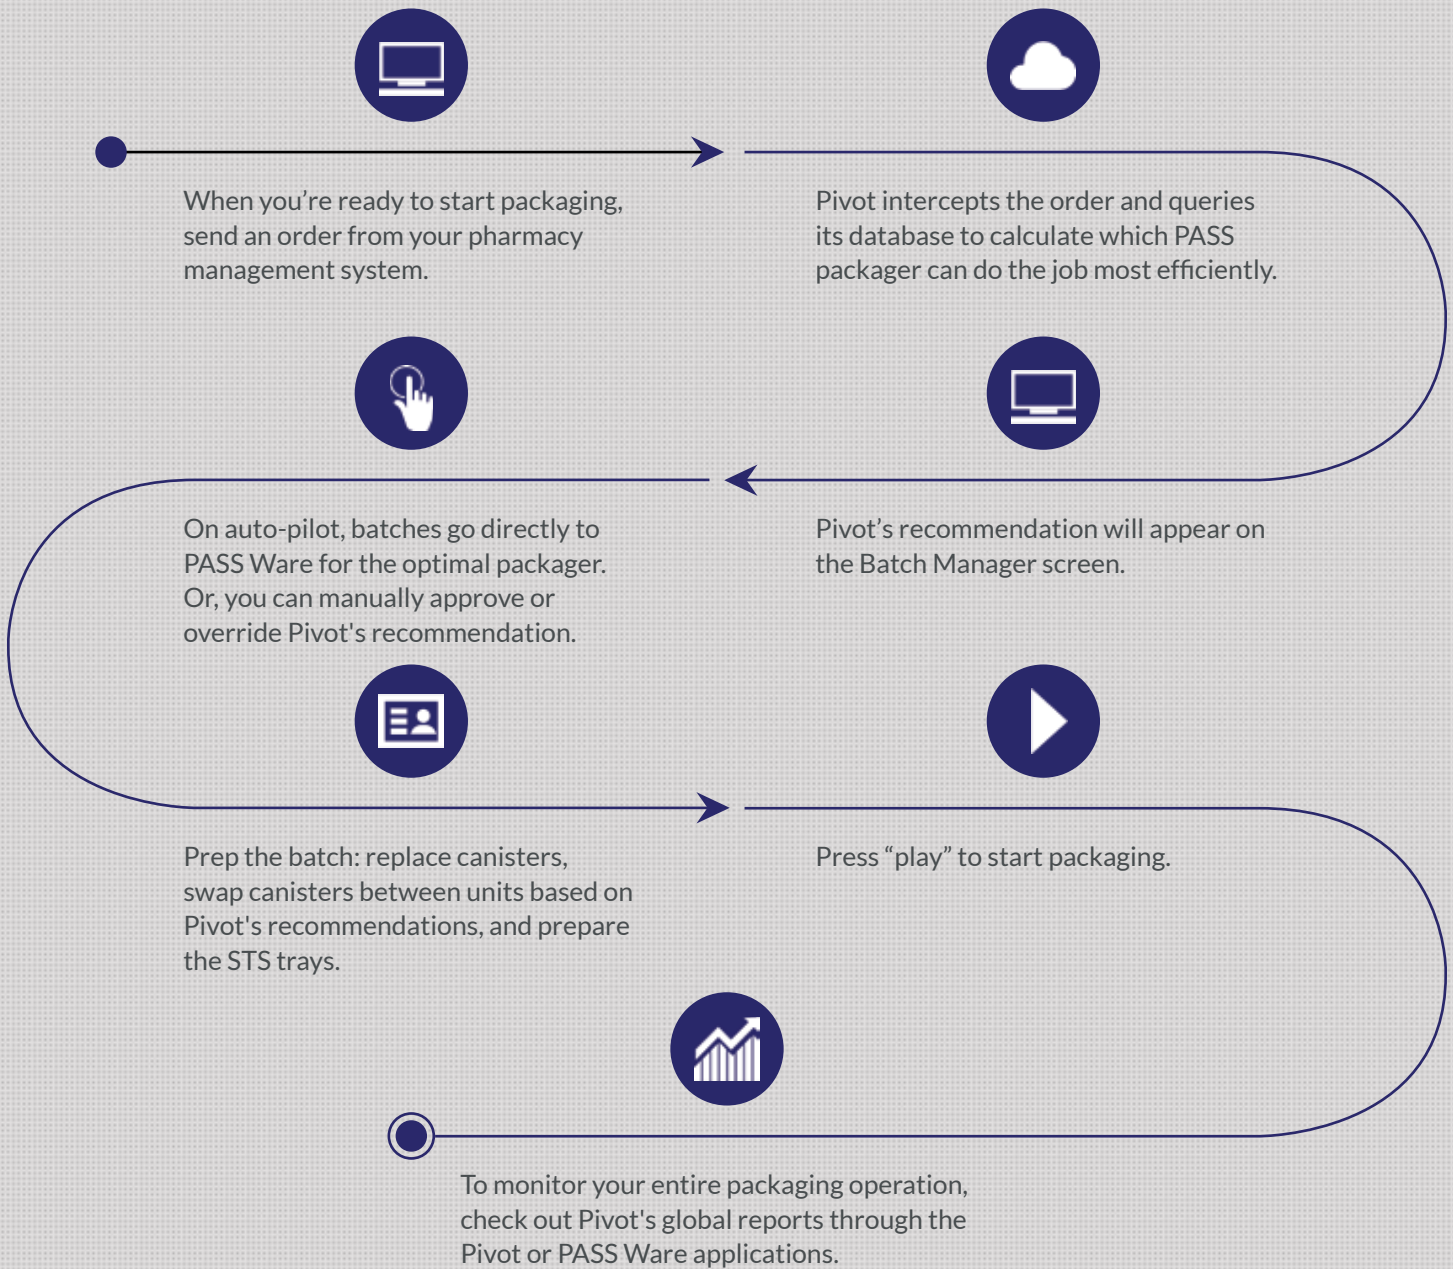 When you’re ready to start packaging,
send an order from your pharmacy
management system.
Pivot intercepts the order and queries
its database to calculate which PASS
packager can do the job most efficiently.
Pivot’s recommendation will appear on
the Batch Manager screen.
On auto-pilot, batches go directly to
PASS Ware for the optimal packager.
Or, you can manually approve or
override Pivot's recommendation.
Prep the batch: replace canisters,
swap canisters between units based on
Pivot's recommendations, and prepare
the STS trays.
Press “play” to start packaging.
To monitor your entire packaging operation,
check out Pivot's global reports through the
Pivot or PASS Ware applications.